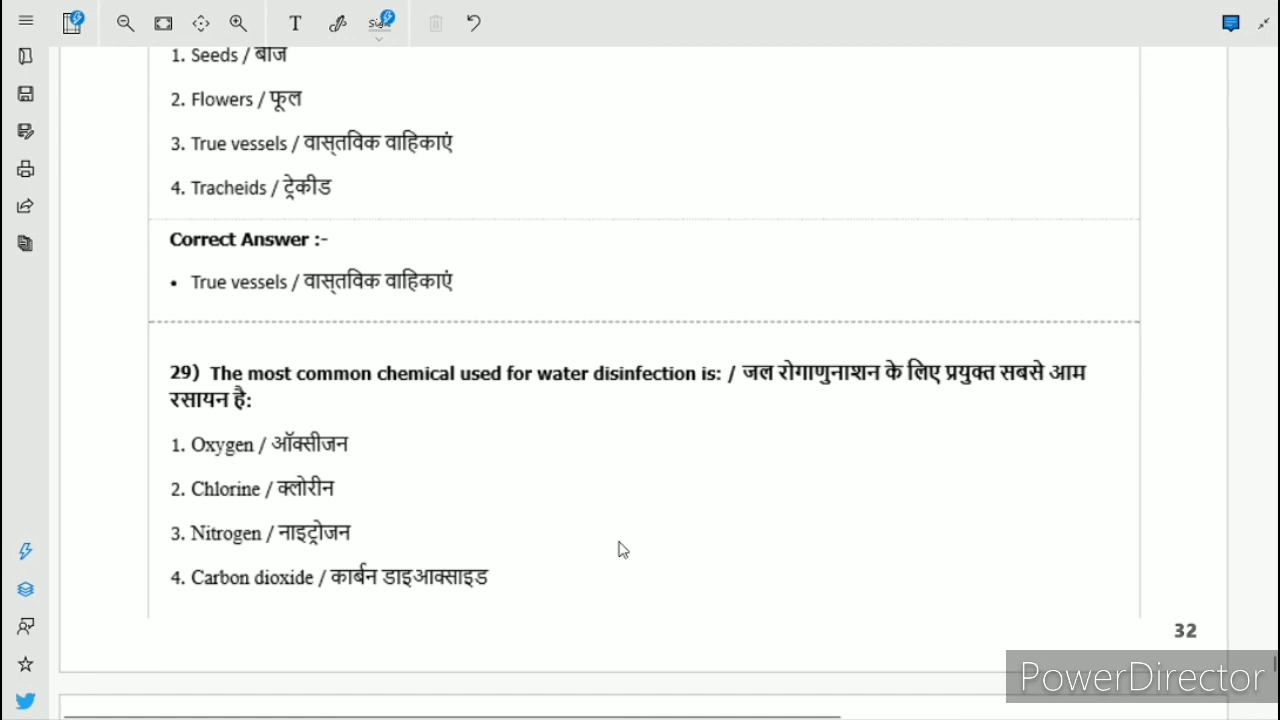 1. Seeds / बीज
2. Flowers / फूल
3. True vessels / वास्तविक वाहिकाएं
4. Tracheids / ट्रेकीड
Correct Answer :-
• True vessels / वास्तविक वाहिकाएं
29) The most common chemical used for water disinfection is: / जल रोगाणुनाशन के लिए प्रयुक्त सबसे आम
रसायन है:
1. Oxygen / ऑक्सीजन
2. Chlorine / क्लोरीन
3. Nitrogen / नाइट्रोजन
4. Carbon dioxide / कार्बन डाइआक्साइड
32
PowerDirector